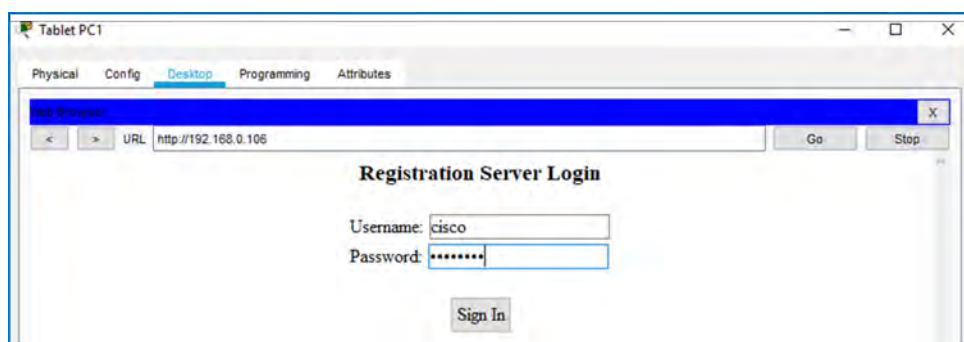 Tablet PC1
Physical Config Desktop Programming Attributes
Web Browser X
< > URL http://192.168.0.106 Go Stop
Registration Server Login
Username: cisco
Password: ••••••••
Sign In